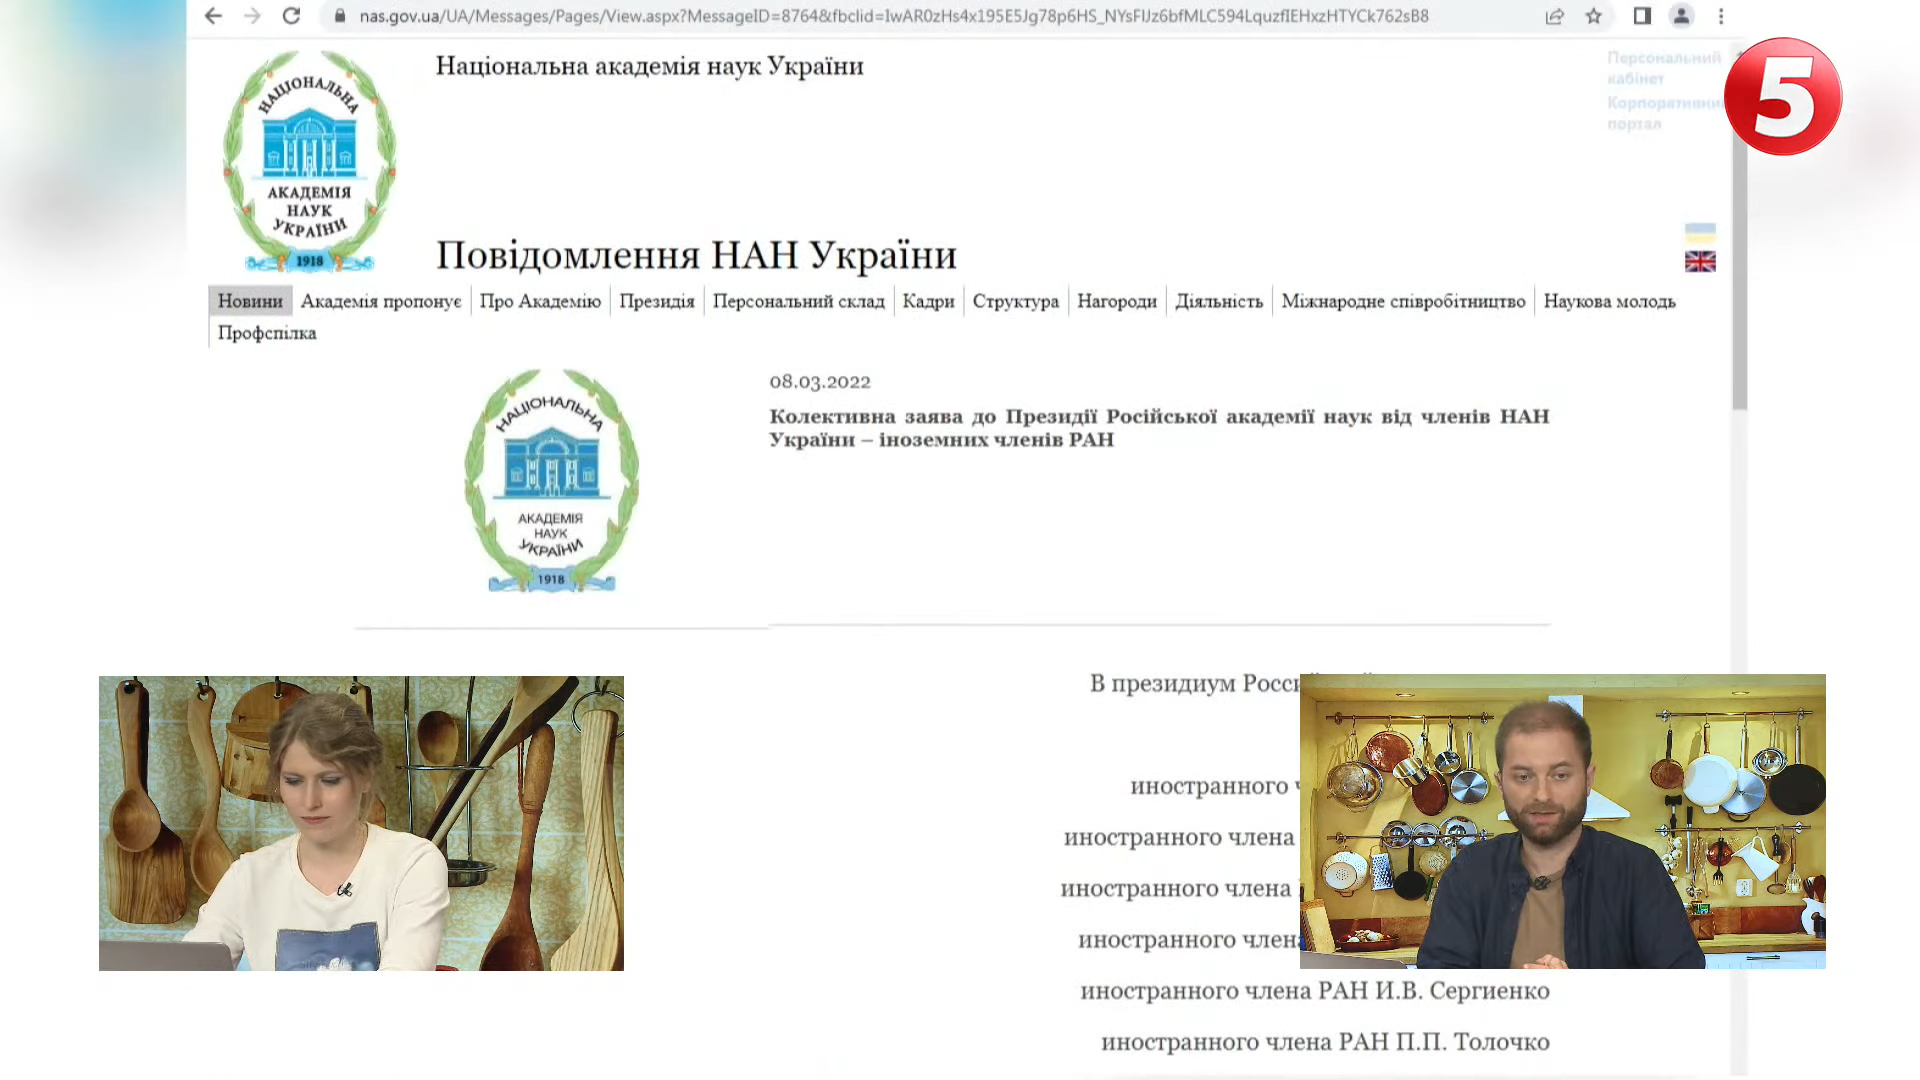 nas.gov.ua/UA/Messages/Pages/View.aspx?MessageID=8764&fbclid=IwAR0zHs4x195E5Jg78p6HS_NYsFlJz6bfMLC594LquzfIEHxzHTYCk762sB8
НАЦІОНАЛЬНА
АКАДЕМІЯ
НАУК
УКРАЇНИ
1918
Національна академія наук України
Персональний
кабінет
портал
5
Повідомлення НАН України
Новини Академія пропонує Про Академію Президія Персональний склад Кадри Структура Нагороди Діяльність Міжнародне співробітництво Наукова молодь
Профспілка
НАЦІОНАЛЬНА
АКАДЕМІЯ
НАУК
УКРАЇНИ
1918
08.03.2022
Колективна заява до Президії Російської академії наук від членів НАН
України – іноземних членів РАН
В президиум
иностранного
иностранного члена
иностранного члена
иностранного члена
иностранного члена РАН И.В. Сергиенко
иностранного члена РАН П.П. Толочко